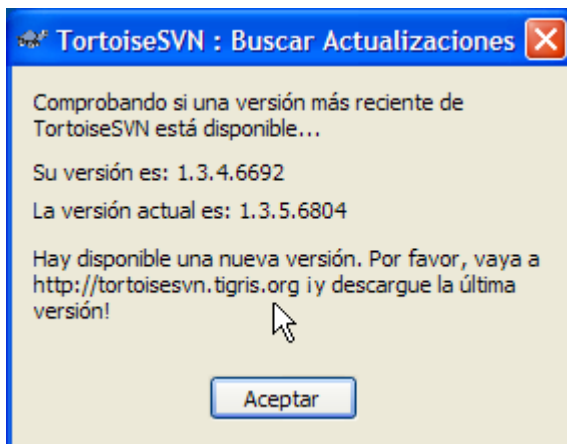 TortoiseSVN : Buscar Actualizaciones
Comprobando si una versión más reciente de
TortoiseSVN está disponible...
Su versión es: 1.3.4.6692
La versión actual es: 1.3.5.6804
Hay disponible una nueva versión. Por favor, vaya a
http://tortoisesvn.tigris.org ¡y descargue la última
versión!
Aceptar